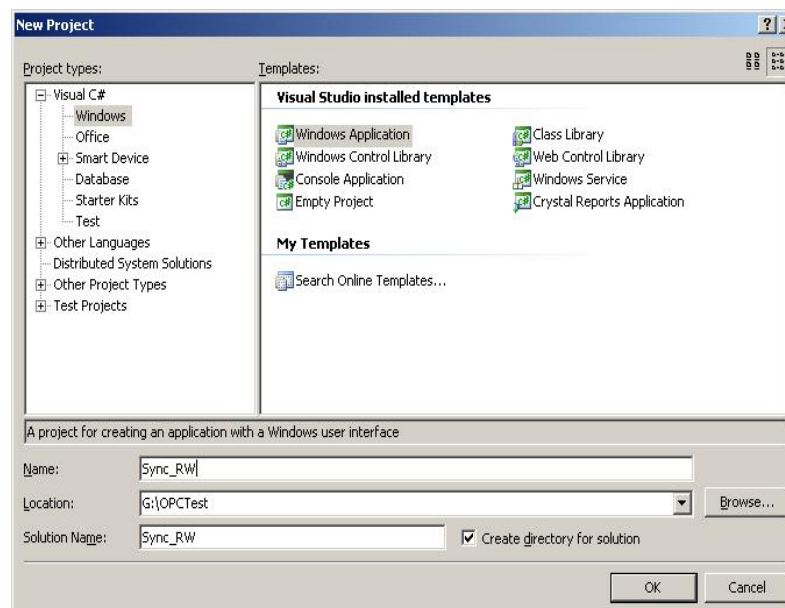 New Project
Project types:
Templates:
Visual C#
Windows
Office
Smart Device
Database
Starter Kits
Test
Other Languages
Distributed System Solutions
Other Project Types
Test Projects
Visual Studio installed templates
Windows Application
Windows Control Library
Console Application
Empty Project
Class Library
Web Control Library
Windows Service
Crystal Reports Application
My Templates
Search Online Templates...
A project for creating an application with a Windows user interface
Name:
Sync_RW
Location:
G:\OPCTest
Browse...
Solution Name:
Sync_RW
Create directory for solution
OK
Cancel